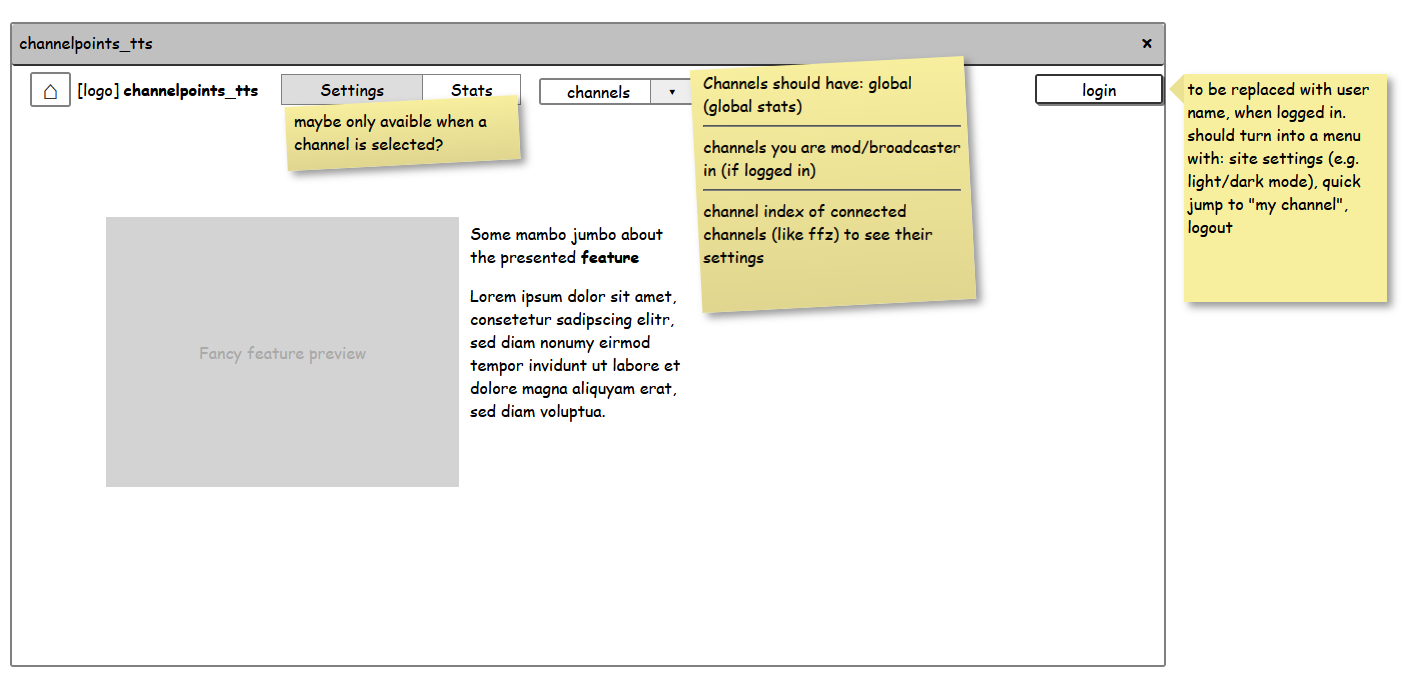 channelpoints_tts
[logo] channelpoints_tts
Settings
Stats
channels
login
maybe only avaible when a
channel is selected?
Channels should have: global
(global stats)
channels you are mod/broadcaster
in (if logged in)
channel index of connected
channels (like ffz) to see their
settings
to be replaced with user
name, when logged in.
should turn into a menu
with: site settings (e.g.
light/dark mode), quick
jump to "my channel",
logout
Fancy feature preview
Some mambo jumbo about
the presented feature
Lorem ipsum dolor sit amet,
consetetur sadipscing elitr,
sed diam nonumy eirmod
tempor invidunt ut labore et
dolore magna aliquyam erat,
sed diam voluptua.